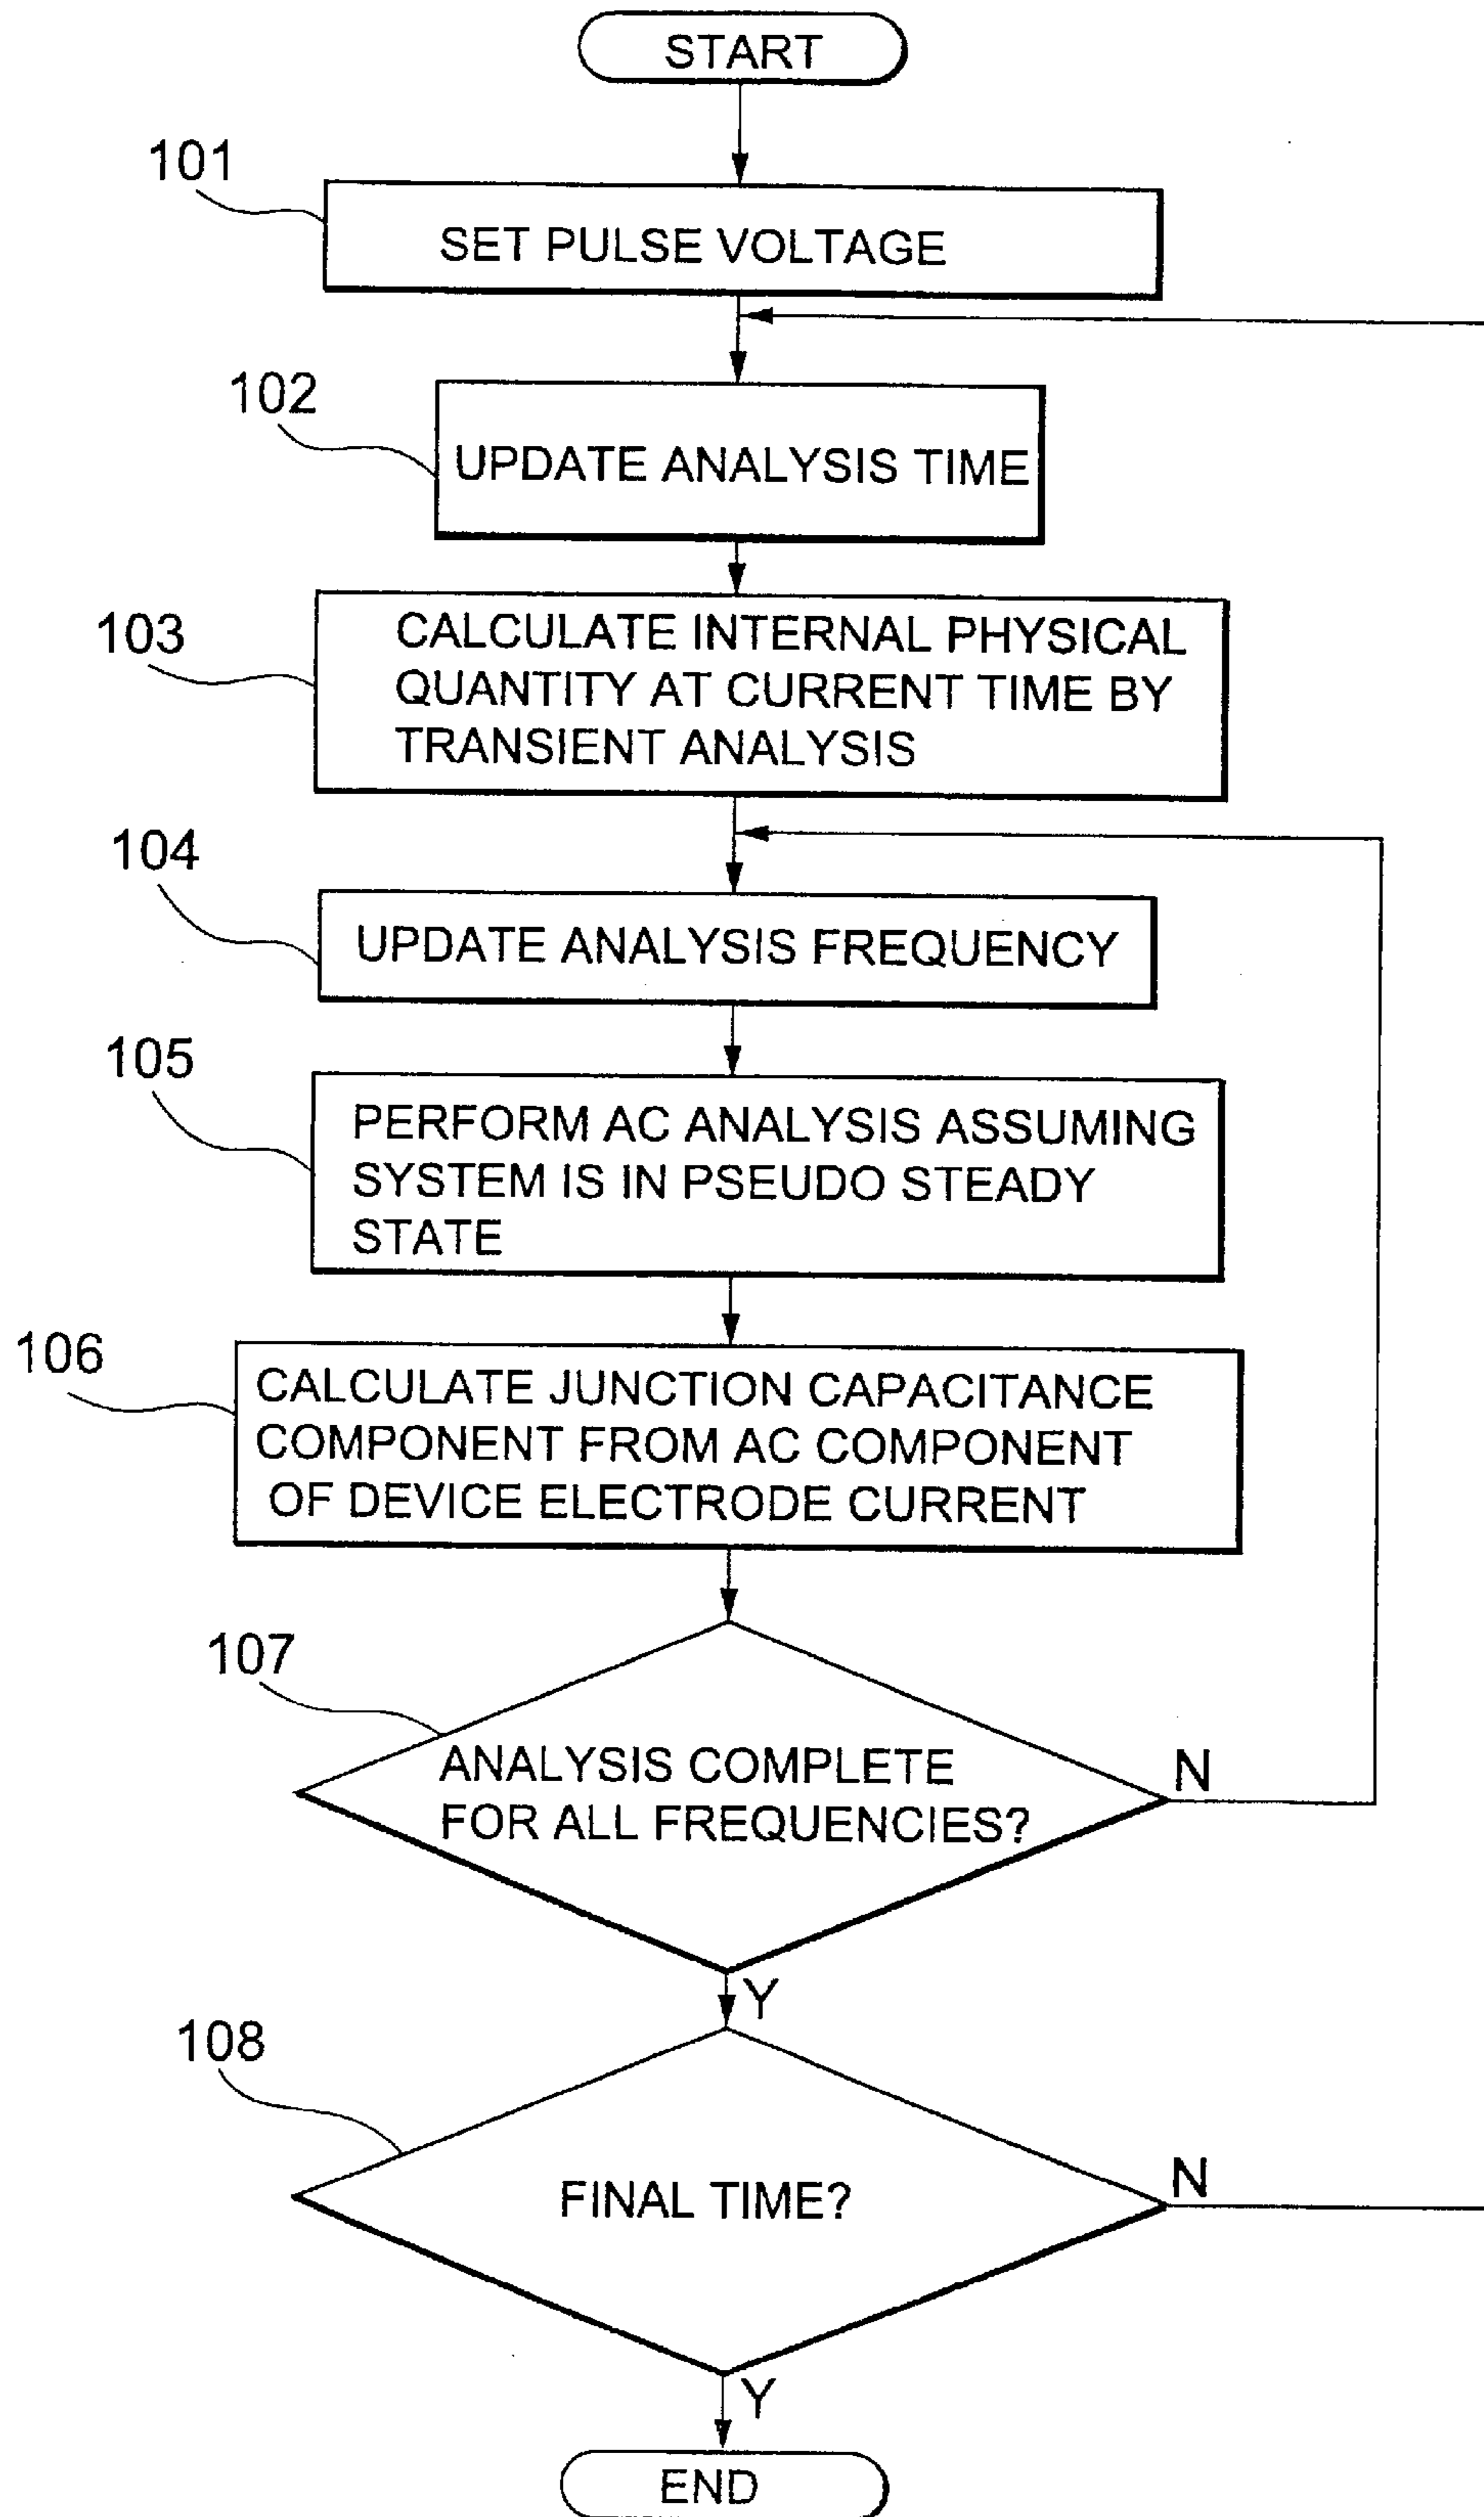 START
101
SET PULSE VOLTAGE
102
UPDATE ANALYSIS TIME
103
CALCULATE INTERNAL PHYSICAL
QUANTITY AT CURRENT TIME BY
TRANSIENT ANALYSIS
104
UPDATE ANALYSIS FREQUENCY
105
PERFORM AC ANALYSIS ASSUMING
SYSTEM IS IN PSEUDO STEADY
STATE
106
CALCULATE JUNCTION CAPACITANCE
COMPONENT FROM AC COMPONENT
OF DEVICE ELECTRODE CURRENT
107
ANALYSIS COMPLETE
FOR ALL FREQUENCIES?
N
Y
108
FINAL TIME?
N
Y
END